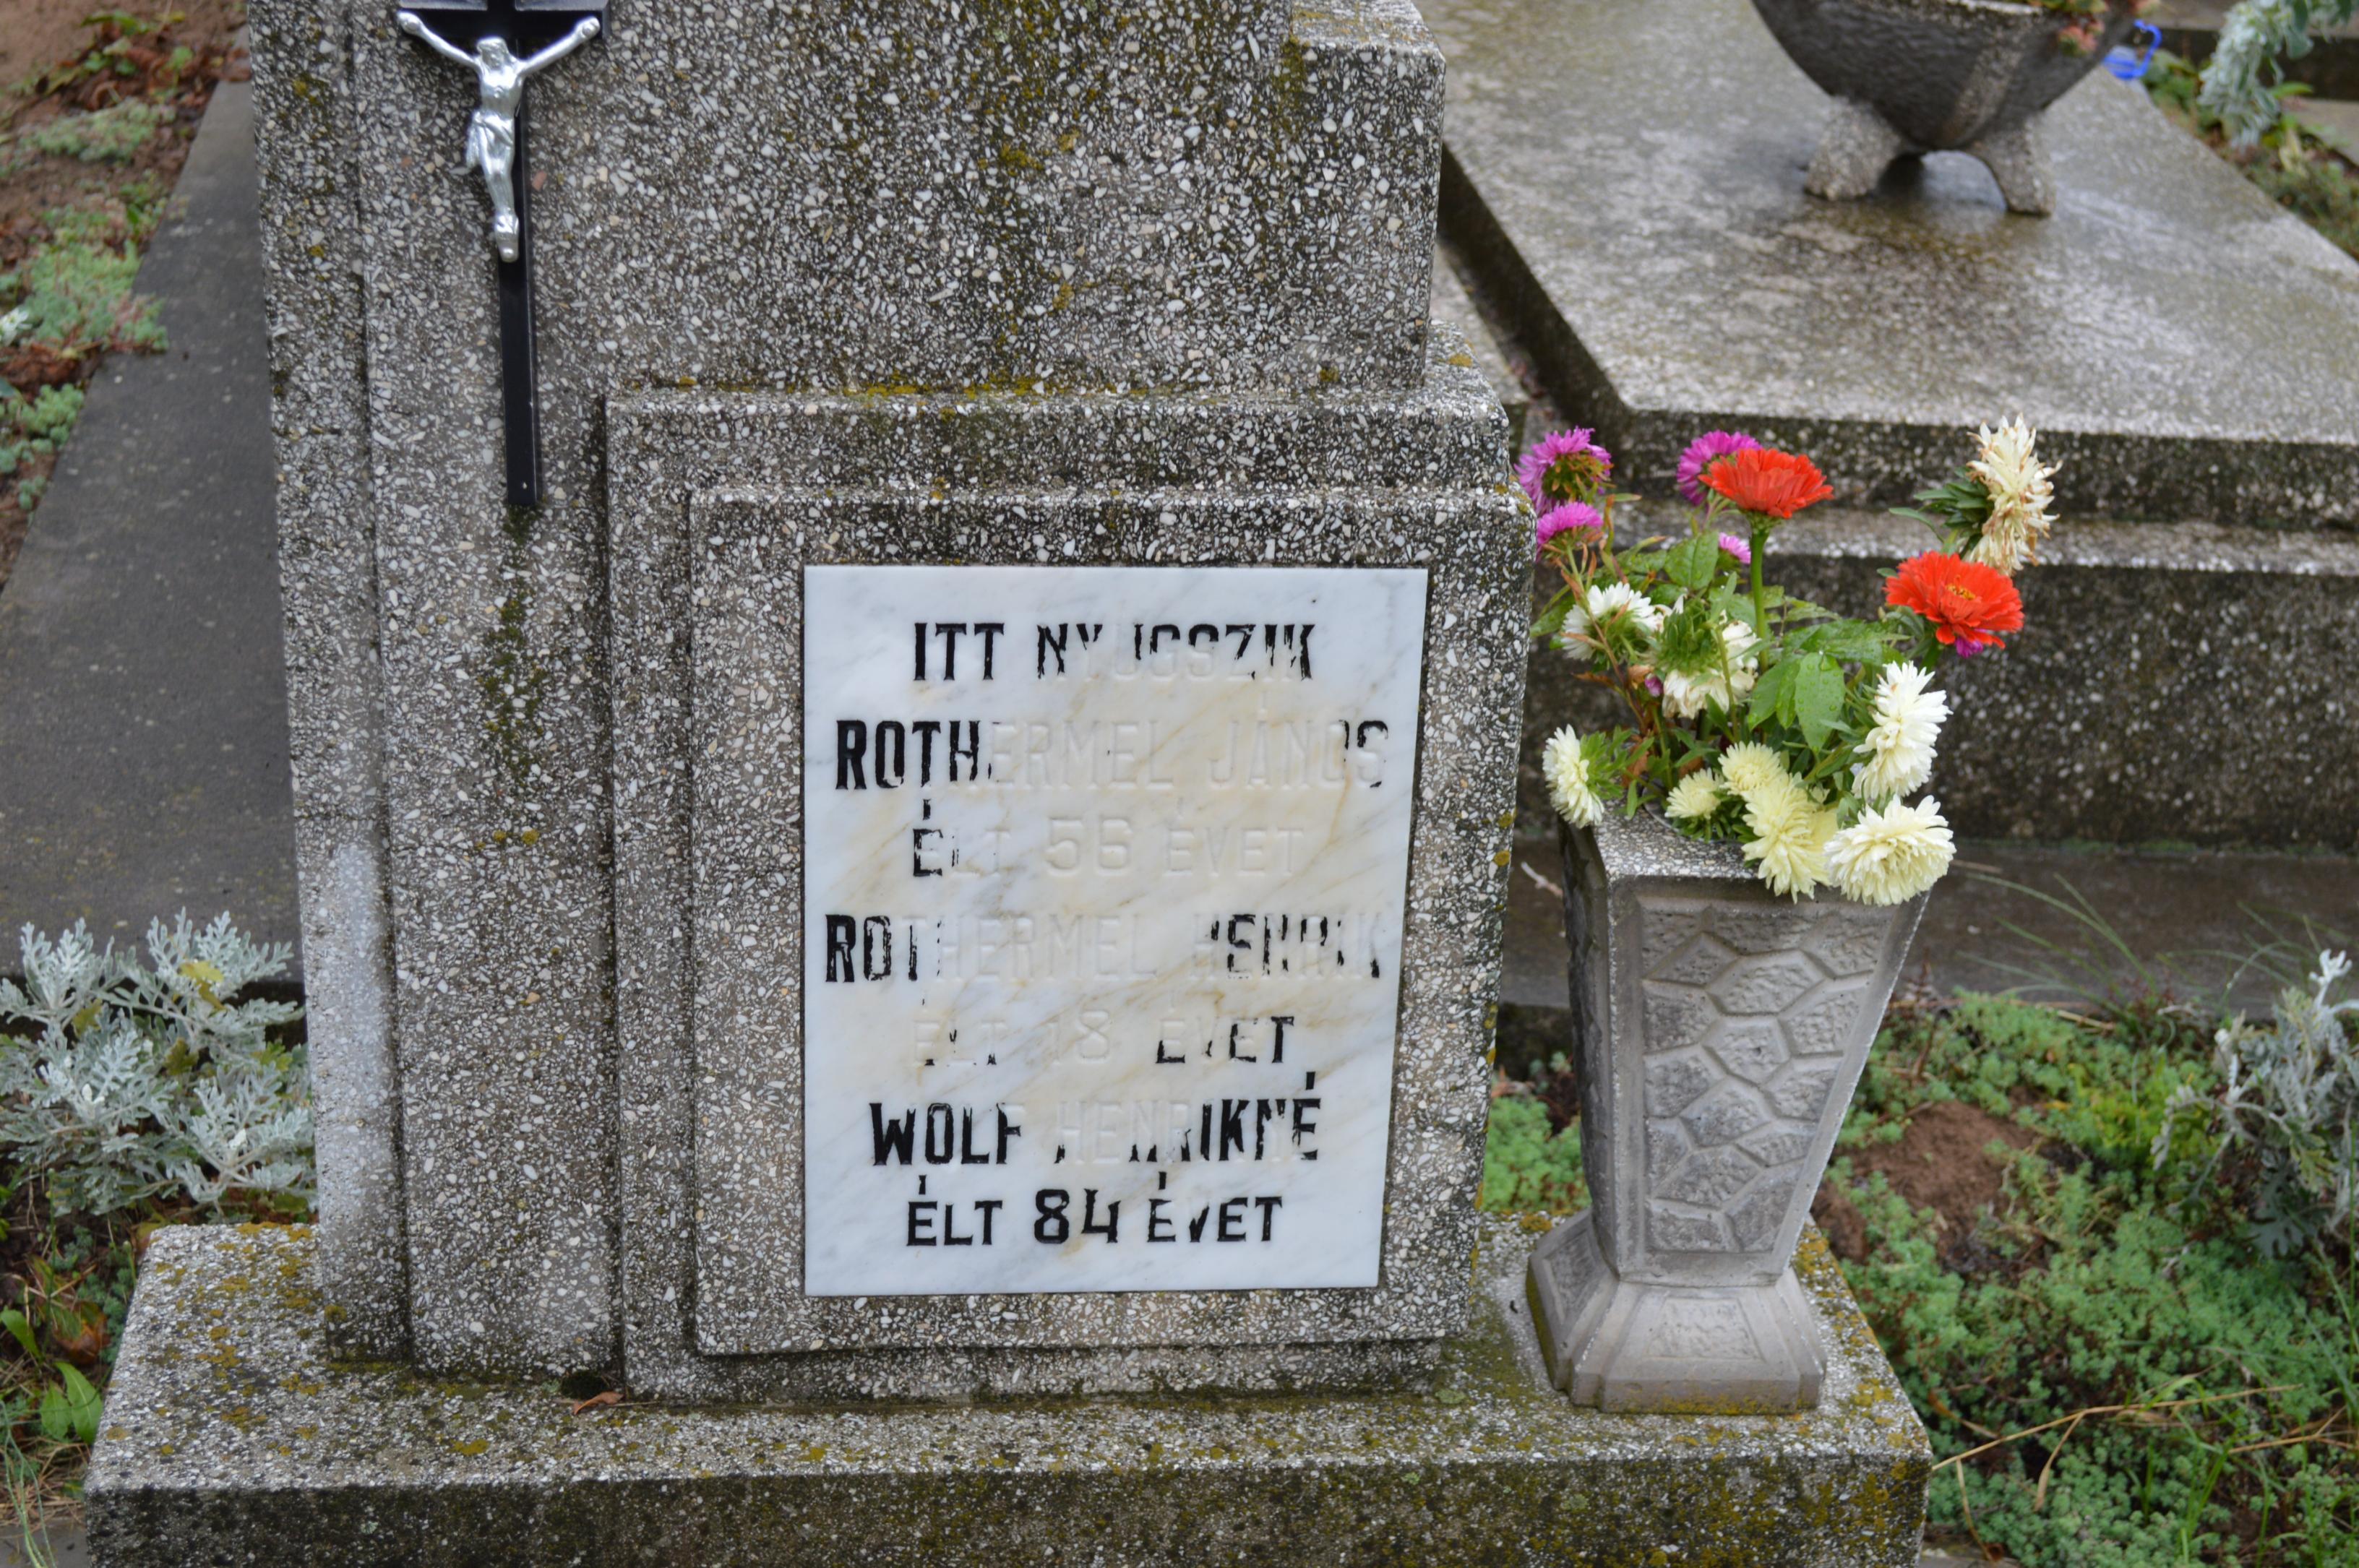 ITT NYUGSZIK
ROTHERMEL JÁNOS
ÉLT 56 ÉVET
ROTHERMEL HENRIK
ÉLT 18 ÉVET
WOLF HENRIKNÉ
ÉLT 84 ÉVET